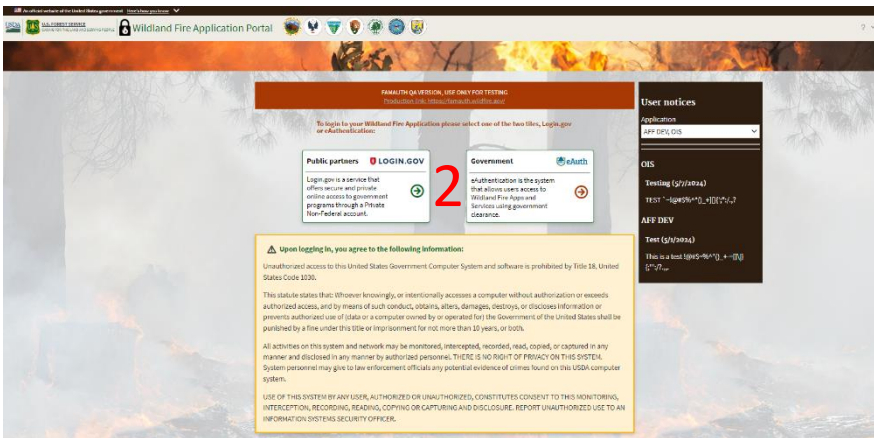 An official website of the United States government Here's how you know
USDA U.S. FOREST SERVICE Wildland Fire Application Portal
?
FAMAUTH QA VERSION, USE ONLY FOR TESTING
Production link: https://famauth.wildfire.gov/
To login to your Wildland Fire Application please select one of the two tiles, Login.gov
or eAuthentication:
Public partners LOGIN.GOV
Login.gov is a service that
offers secure and private
online access to government
programs through a Private
Non-Federal account.
2
Government eAuth
eAuthentication is the system
that allows users access to
Wildland Fire Apps and
Services using government
clearance.
Upon logging in, you agree to the following information:
Unauthorized access to this United States Government Computer System and software is prohibited by Title 18, United
States Code 1030.
This statute states that: Whoever knowingly, or intentionally accesses a computer without authorization or exceeds
authorized access, and by means of such conduct, obtains, alters, damages, destroys, or discloses information or
prevents authorized use of (data or a computer owned by or operated for) the Government of the United States shall be
punished by a fine under this title or imprisonment for not more than 10 years, or both.
All activities on this system and network may be monitored, intercepted, recorded, read, copied, or captured in any
manner and disclosed in any manner by authorized personnel. THERE IS NO RIGHT OF PRIVACY ON THIS SYSTEM.
System personnel may give to law enforcement officials any potential evidence of crimes found on this USDA computer
system.
USE OF THIS SYSTEM BY ANY USER, AUTHORIZED OR UNAUTHORIZED, CONSTITUTES CONSENT TO THIS MONITORING,
INTERCEPTION, RECORDING, READING, COPYING OR CAPTURING AND DISCLOSURE. REPORT UNAUTHORIZED USE TO AN
INFORMATION SYSTEMS SECURITY OFFICER.
User notices
Application
AFF DEV, OIS
OIS
Testing (5/7/2024)
TEST
AFF DEV
Test (5/1/2024)
This is a test